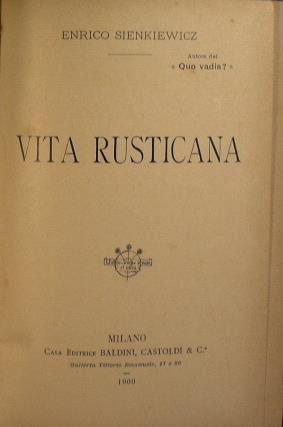 ENRICO SIENKIEWICZ
Autore del
« Quo vadis? »
VITA RUSTICANA
MILANO
CASA EDITRICE BALDINI, CASTOLDI & C.ª
Galleria Vittorio Emanuele, 17 e 80
1900